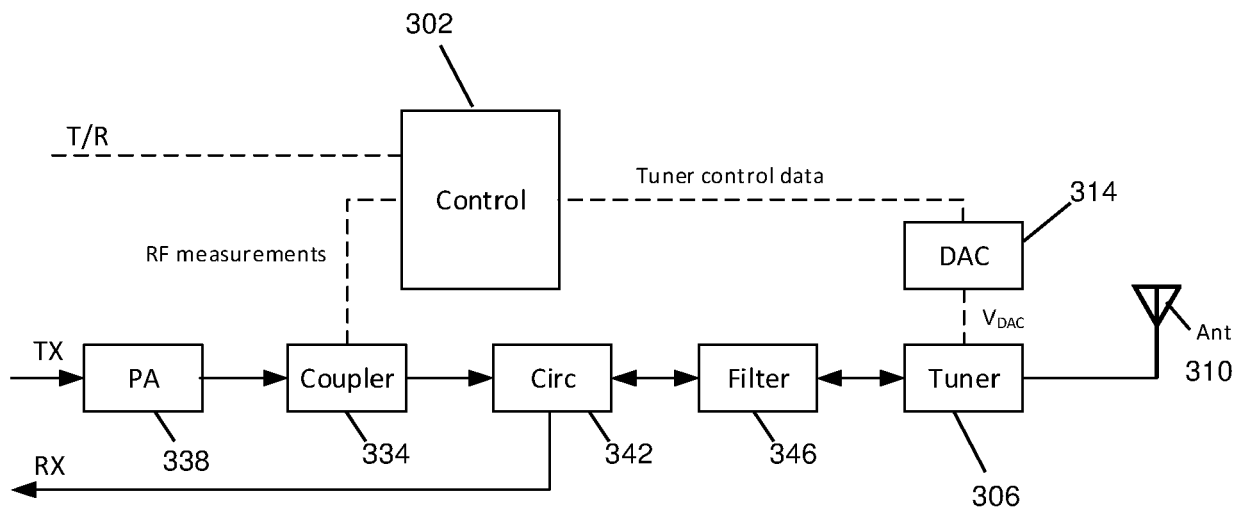 302
T/R
Control
Tuner control data
314
RF measurements
DAC
VDAC
Ant
310
TX
PA
Coupler
Circ
Filter
Tuner
338
334
342
346
306
RX